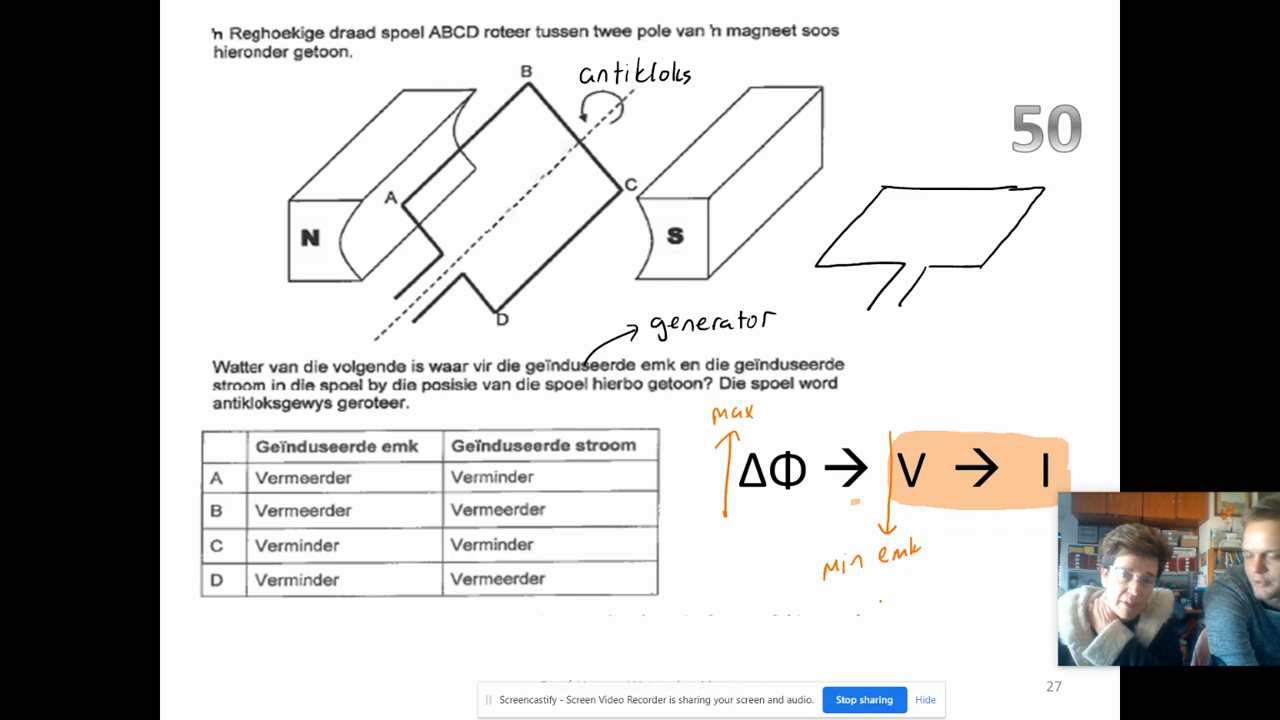 'n Reghoekige draad spoel ABCD roteer tussen twee pole van 'n magneet soos
hieronder getoon.
B
antikloks
50
A
C
N
S
D
generator
Watter van die volgende is waar vir die geïnduseerde emk en die geïnduseerde
stroom in die spoel by die posisie van die spoel hierbo getoon? Die spoel word
antikloksgewys geroteer.
max
Geïnduseerde emk Geïnduseerde stroom
A Vermeerder Verminder
B Vermeerder Vermeerder
C Verminder Verminder
D Verminder Vermeerder
ΔΦ → V → I
min emk
27
Screencastify - Screen Video Recorder is sharing your screen and audio.
Stop sharing
Hide